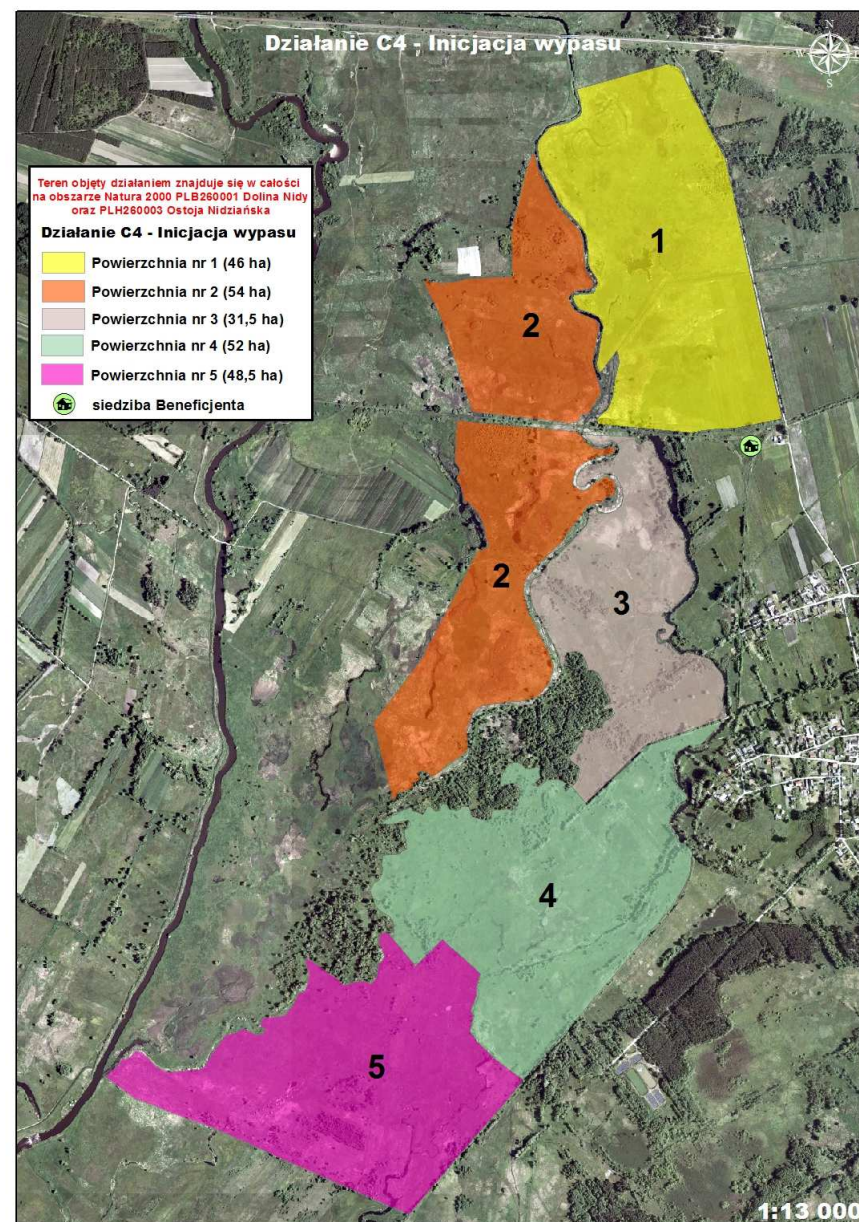 Działanie C4 - Inicjacja wypasu
N
W
S
Teren objęty działaniem znajduje się w całości
na obszarze Natura 2000 PLB260001 Dolina Nidy
oraz PLH260003 Ostoja Nidziańska
Działanie C4 - Inicjacja wypasu
Powierzchnia nr 1 (46 ha)
Powierzchnia nr 2 (54 ha)
Powierzchnia nr 3 (31,5 ha)
Powierzchnia nr 4 (52 ha)
Powierzchnia nr 5 (48,5 ha)
siedziba Beneficjenta
1
2
2
3
4
5
1:13 000